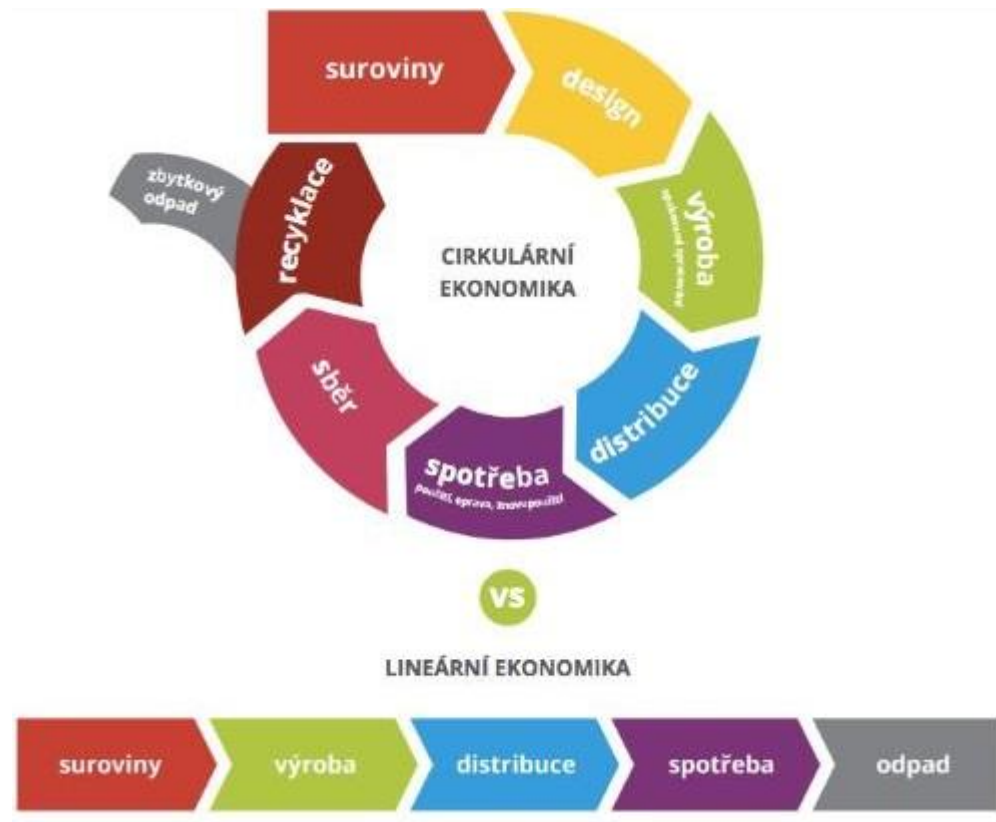 suroviny
design
výroba
distribuce
spotřeba
použití, oprava, znovupoužití
sběr
recyklace
zbytkový
odpad
CIRKULÁRNÍ
EKONOMIKA
VS
LINEÁRNÍ EKONOMIKA
suroviny
výroba
distribuce
spotřeba
odpad